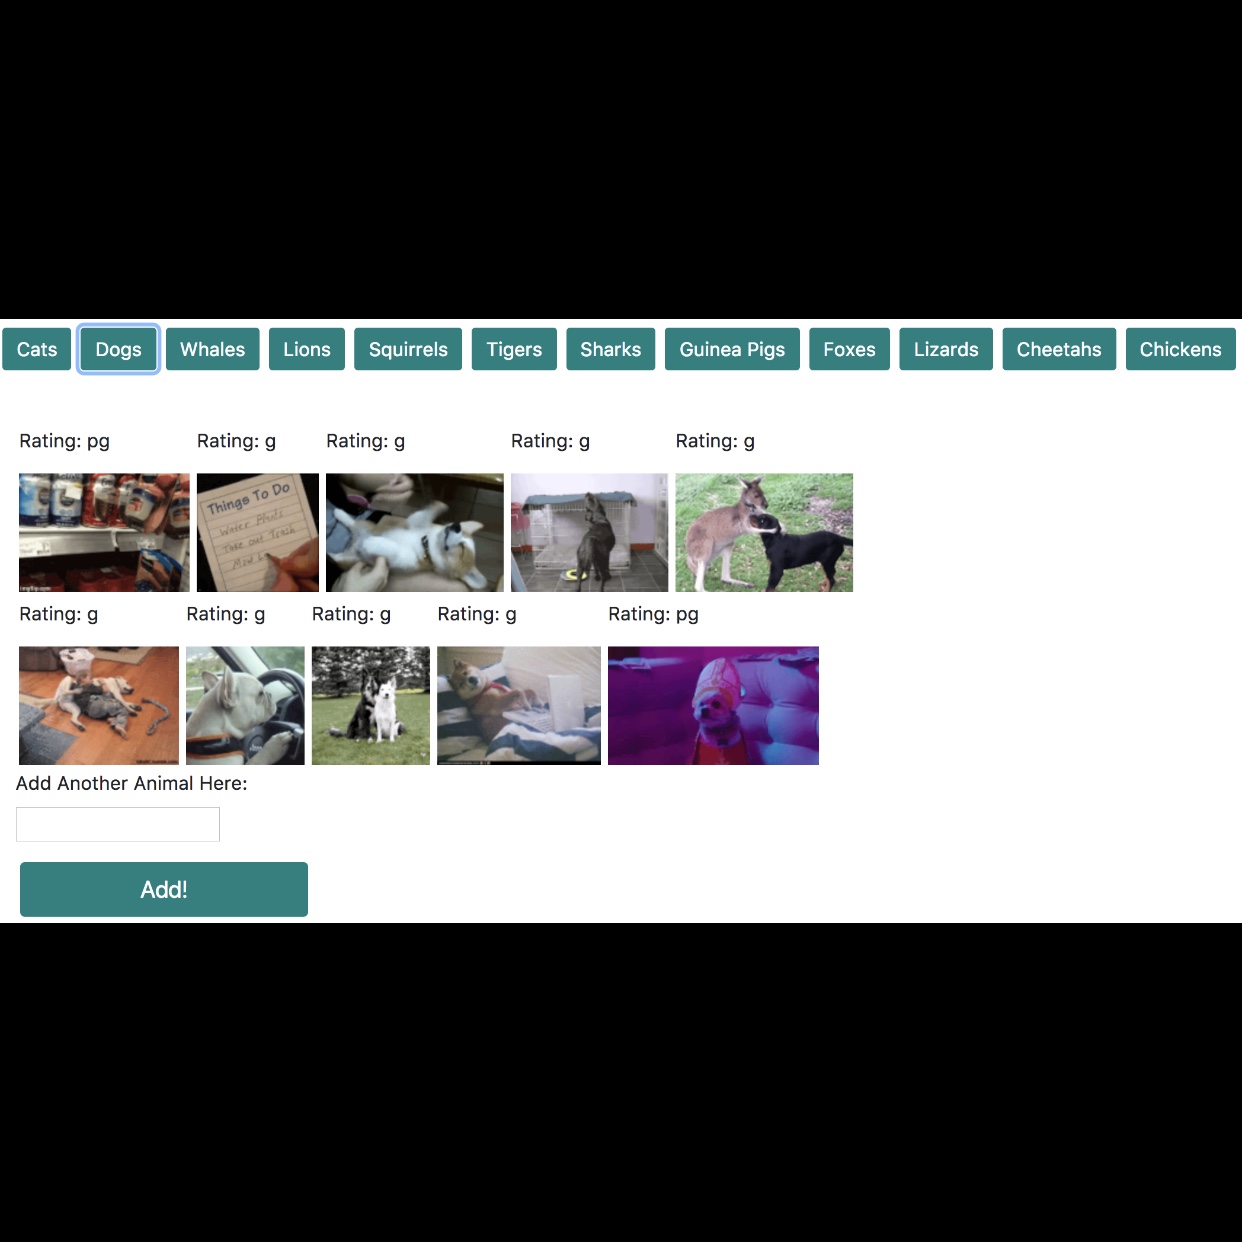 Cats Dogs Whales Lions Squirrels Tigers Sharks Guinea Pigs Foxes Lizards Cheetahs Chickens
Rating: pg Rating: g Rating: g Rating: g Rating: g
Things To Do
Water Plants
Take out Trash
Mow
Rating: g Rating: g Rating: g Rating: g Rating: pg
Add Another Animal Here:
Add!